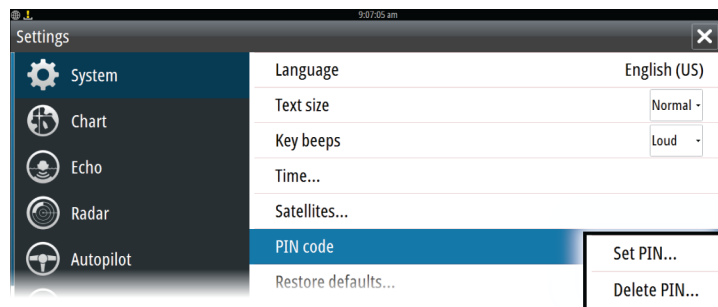 9:07:05 am
Settings
System
Chart
Echo
Radar
Autopilot
Language English (US)
Text size Normal
Key beeps Loud
Time...
Satellites...
PIN code
Restore defaults...
Set PIN...
Delete PIN...